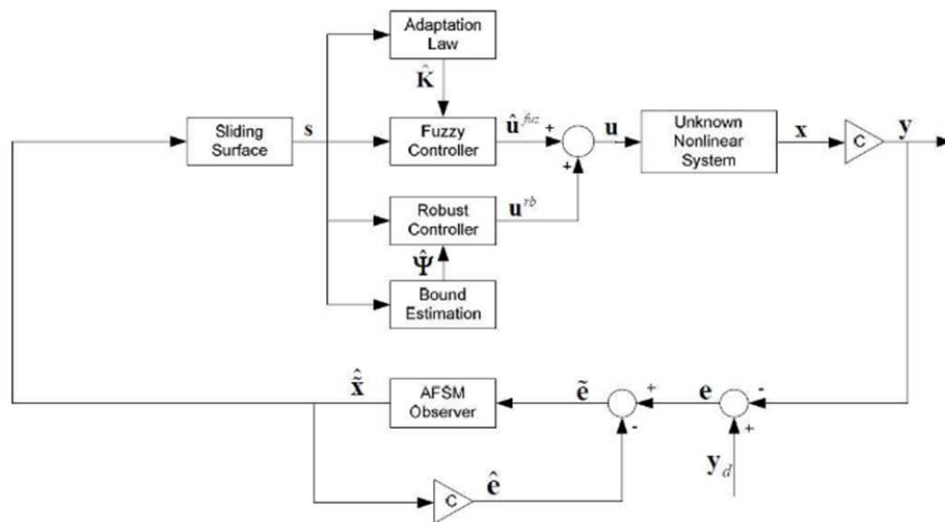 Adaptation
Law
K̂
Sliding
Surface
s
Fuzzy
Controller
û^fuz
+
+
u
Unknown
Nonlinear
System
x
C
y
Robust
Controller
u^rb
Ψ̂
Bound
Estimation
x̃̂
AFSM
Observer
ẽ
+
-
e
-
+
y_d
C
ê